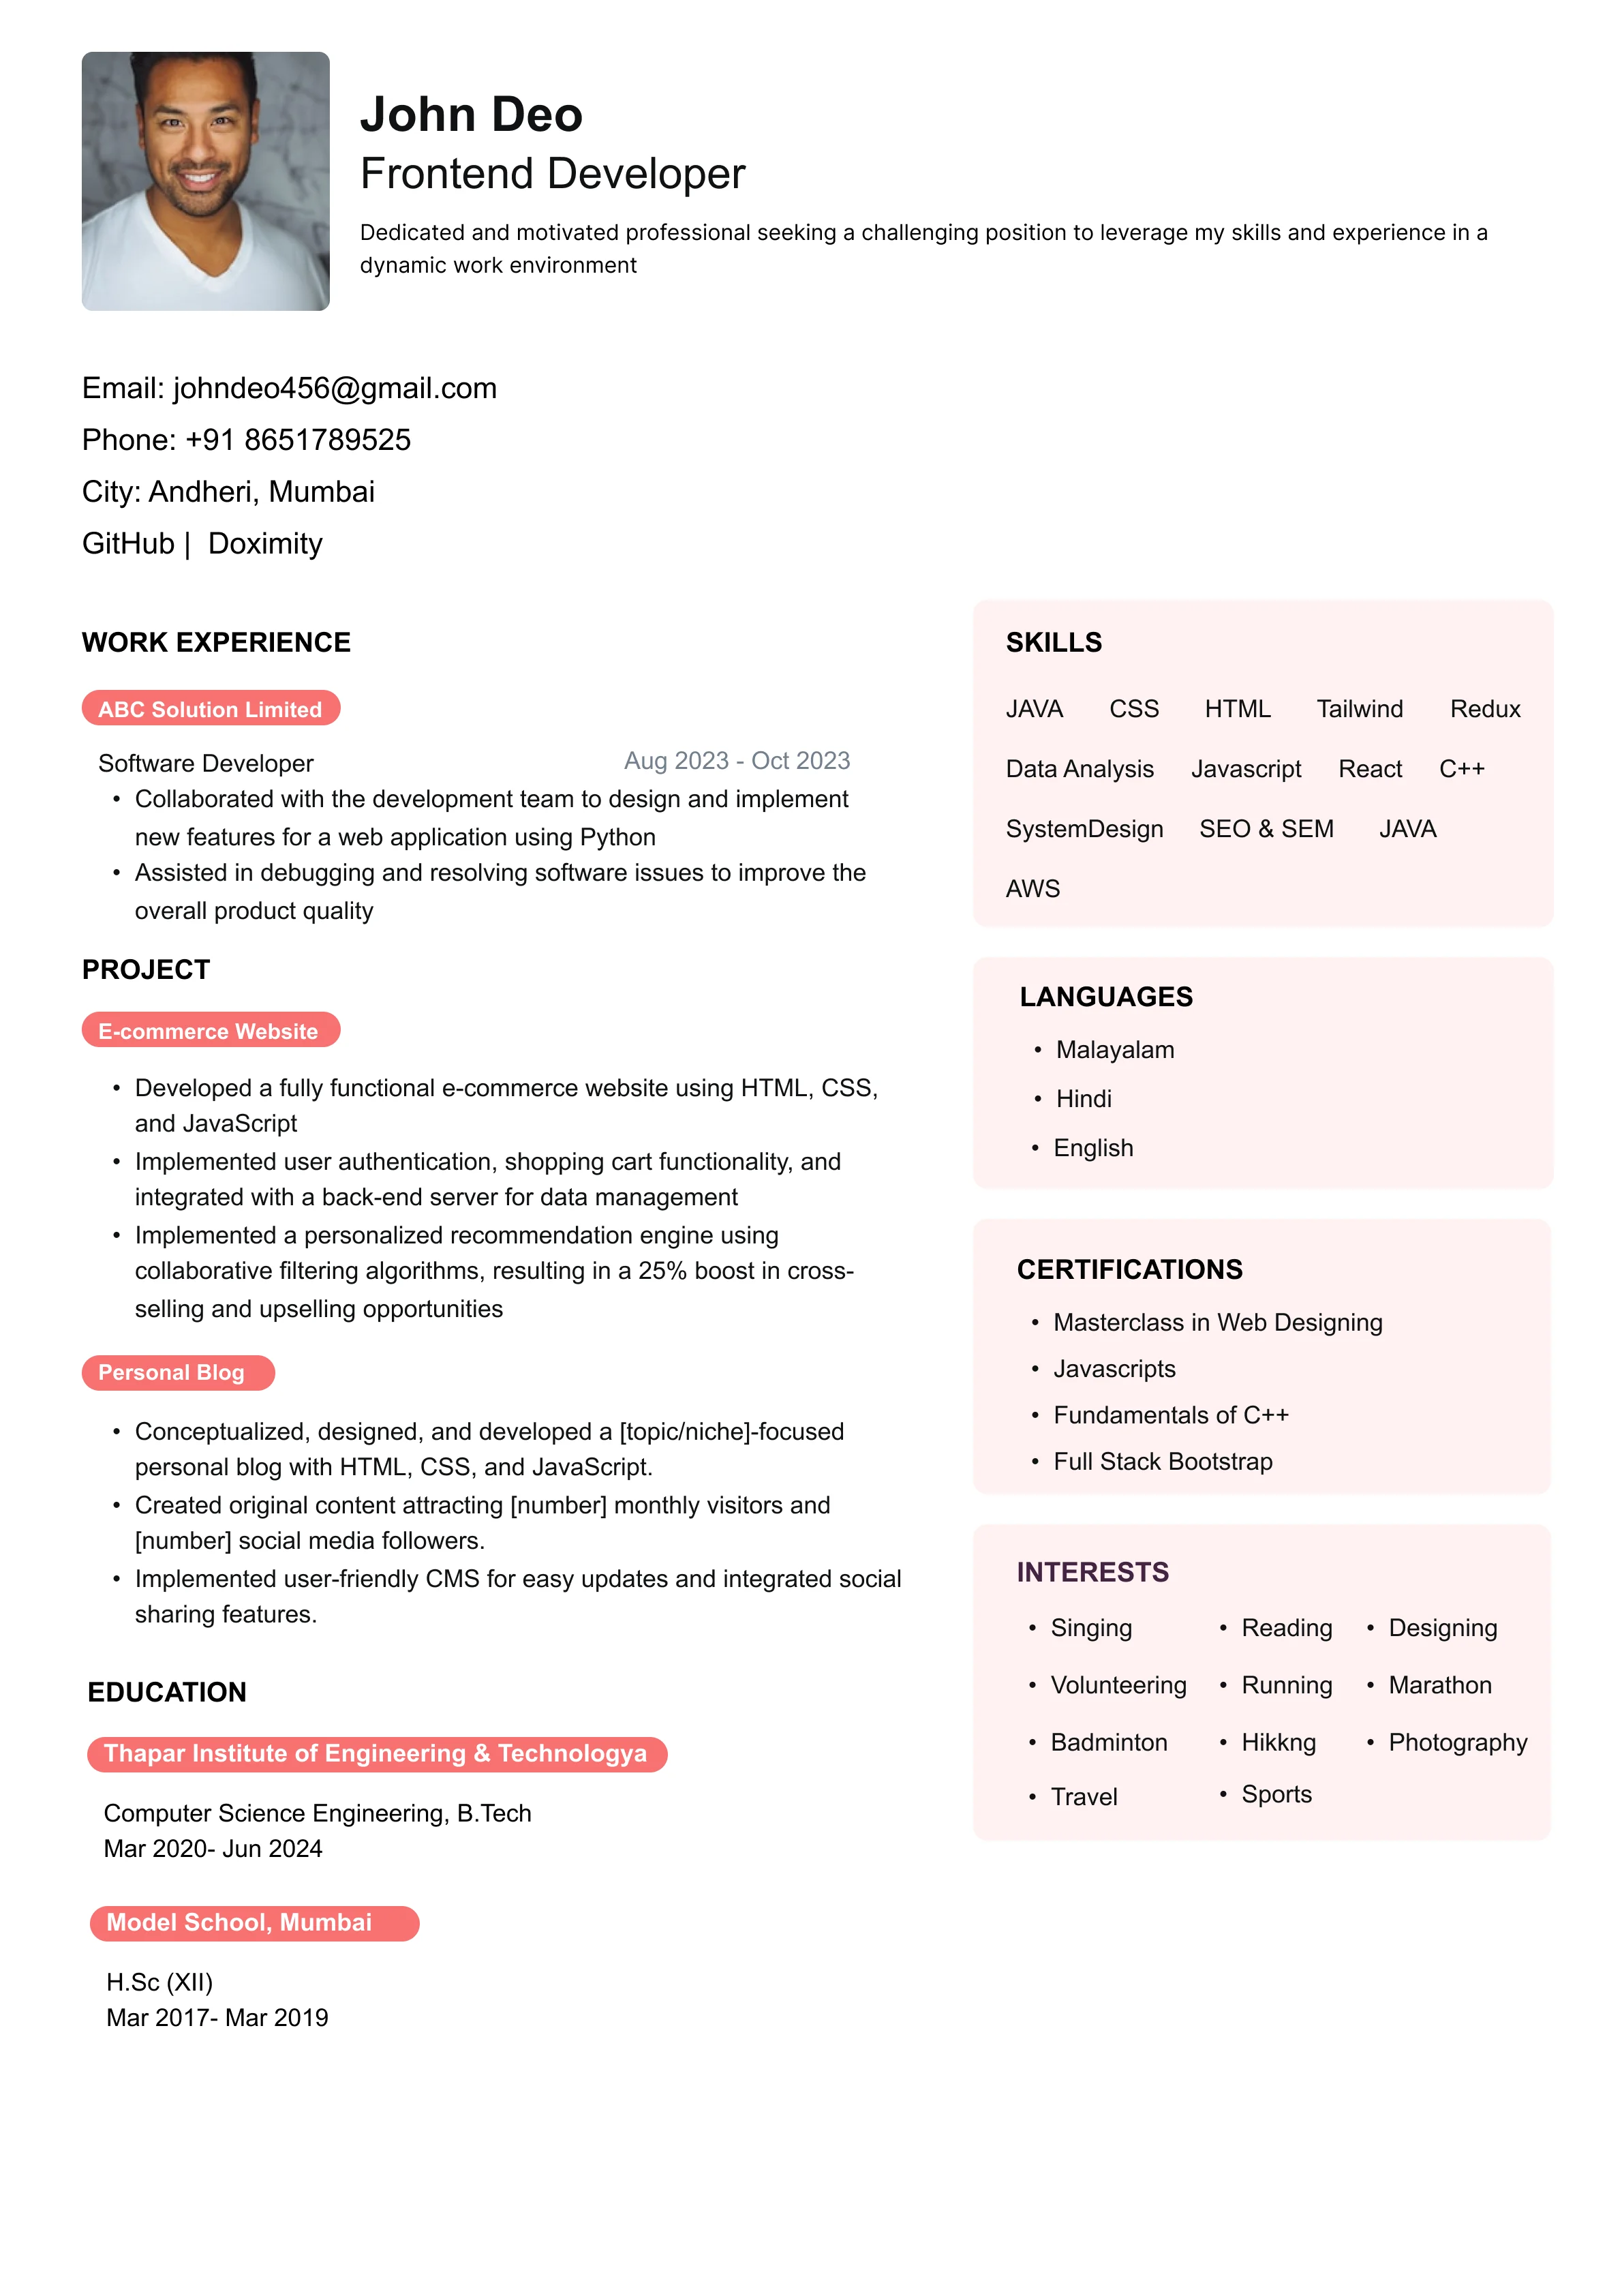 John Deo
Frontend Developer
Dedicated and motivated professional seeking a challenging position to leverage my skills and experience in a
dynamic work environment
Email: johndeo456@gmail.com
Phone: +91 8651789525
City: Andheri, Mumbai
GitHub |  Doximity
WORK EXPERIENCE
ABC Solution Limited
Software Developer Aug 2023 - Oct 2023
• Collaborated with the development team to design and implement
new features for a web application using Python
• Assisted in debugging and resolving software issues to improve the
overall product quality
PROJECT
E-commerce Website
• Developed a fully functional e-commerce website using HTML, CSS,
and JavaScript
• Implemented user authentication, shopping cart functionality, and
integrated with a back-end server for data management
• Implemented a personalized recommendation engine using
collaborative filtering algorithms, resulting in a 25% boost in cross-
selling and upselling opportunities
Personal Blog
• Conceptualized, designed, and developed a [topic/niche]-focused
personal blog with HTML, CSS, and JavaScript.
• Created original content attracting [number] monthly visitors and
[number] social media followers.
• Implemented user-friendly CMS for easy updates and integrated social
sharing features.
EDUCATION
Thapar Institute of Engineering & Technologya
Computer Science Engineering, B.Tech
Mar 2020- Jun 2024
Model School, Mumbai
H.Sc (XII)
Mar 2017- Mar 2019
SKILLS
JAVA CSS HTML Tailwind Redux
Data Analysis Javascript React C++
SystemDesign SEO & SEM JAVA
AWS
LANGUAGES
• Malayalam
• Hindi
• English
CERTIFICATIONS
• Masterclass in Web Designing
• Javascripts
• Fundamentals of C++
• Full Stack Bootstrap
INTERESTS
• Singing • Reading • Designing
• Volunteering • Running • Marathon
• Badminton • Hikkng • Photography
• Travel • Sports